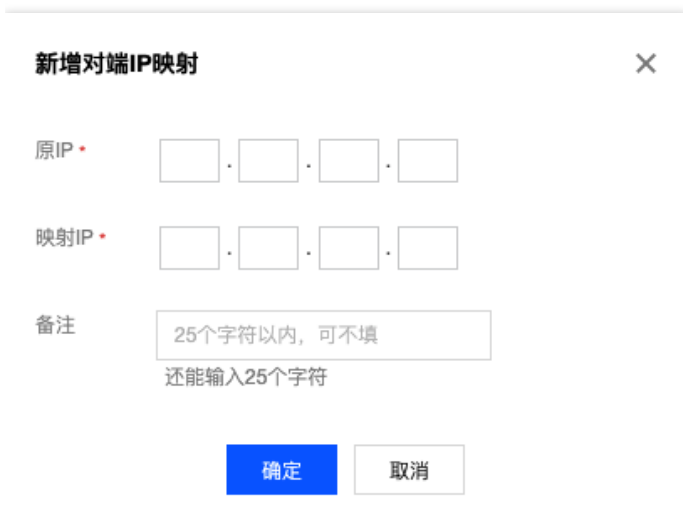 新增对端IP映射
原IP *
. . .
映射IP *
. . .
备注
25个字符以内，可不填
还能输入25个字符
确定 取消